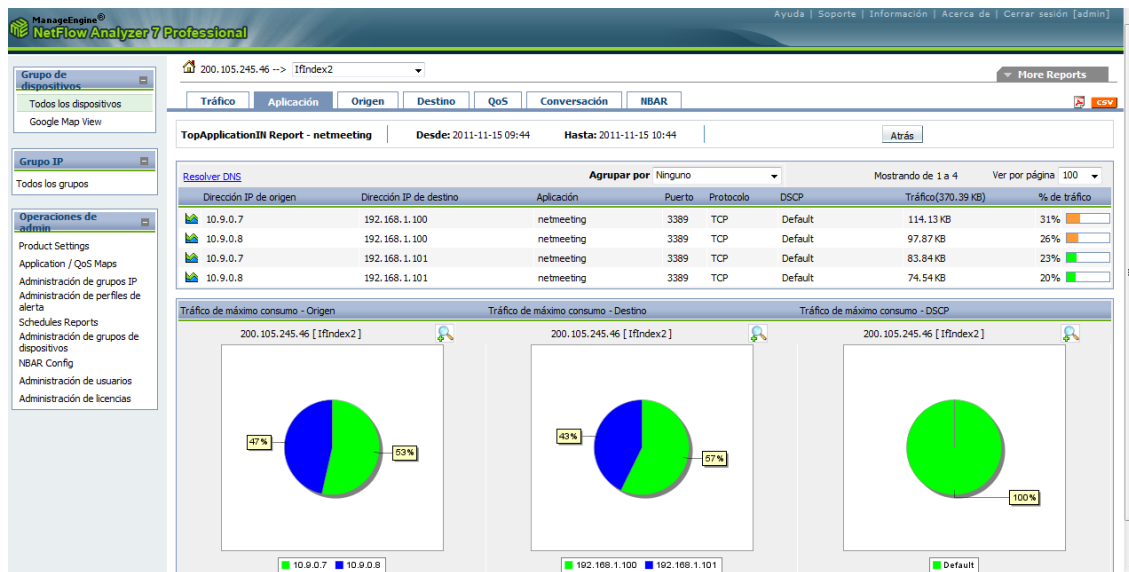 Ayuda | Soporte | Información | Acerca de | Cerrar sesión [admin]
ManageEngine®
NetFlow Analyzer 7 Professional
Grupo de dispositivos
Todos los dispositivos
Google Map View
Grupo IP
Todos los grupos
Operaciones de admin
Product Settings
Application / QoS Maps
Administración de grupos IP
Administración de perfiles de alerta
Schedules Reports
Administración de grupos de dispositivos
NBAR Config
Administración de usuarios
Administración de licencias
200.105.245.46 --> IfIndex2
More Reports
Tráfico Aplicación Origen Destino QoS Conversación NBAR
CSV
TopApplicationIN Report - netmeeting Desde: 2011-11-15 09:44 Hasta: 2011-11-15 10:44 Atrás
Resolver DNS Agrupar por Ninguno Mostrando de 1 a 4 Ver por página 100
Dirección IP de origen Dirección IP de destino Aplicación Puerto Protocolo DSCP Tráfico(370.39 KB) % de tráfico
10.9.0.7 192.168.1.100 netmeeting 3389 TCP Default 114.13 KB 31%
10.9.0.8 192.168.1.100 netmeeting 3389 TCP Default 97.87 KB 26%
10.9.0.7 192.168.1.101 netmeeting 3389 TCP Default 83.84 KB 23%
10.9.0.8 192.168.1.101 netmeeting 3389 TCP Default 74.54 KB 20%
Tráfico de máximo consumo - Origen Tráfico de máximo consumo - Destino Tráfico de máximo consumo - DSCP
200.105.245.46 [ IfIndex2 ] 200.105.245.46 [ IfIndex2 ] 200.105.245.46 [ IfIndex2 ]
47% 53% 43% 57% 100%
10.9.0.7 10.9.0.8 192.168.1.100 192.168.1.101 Default